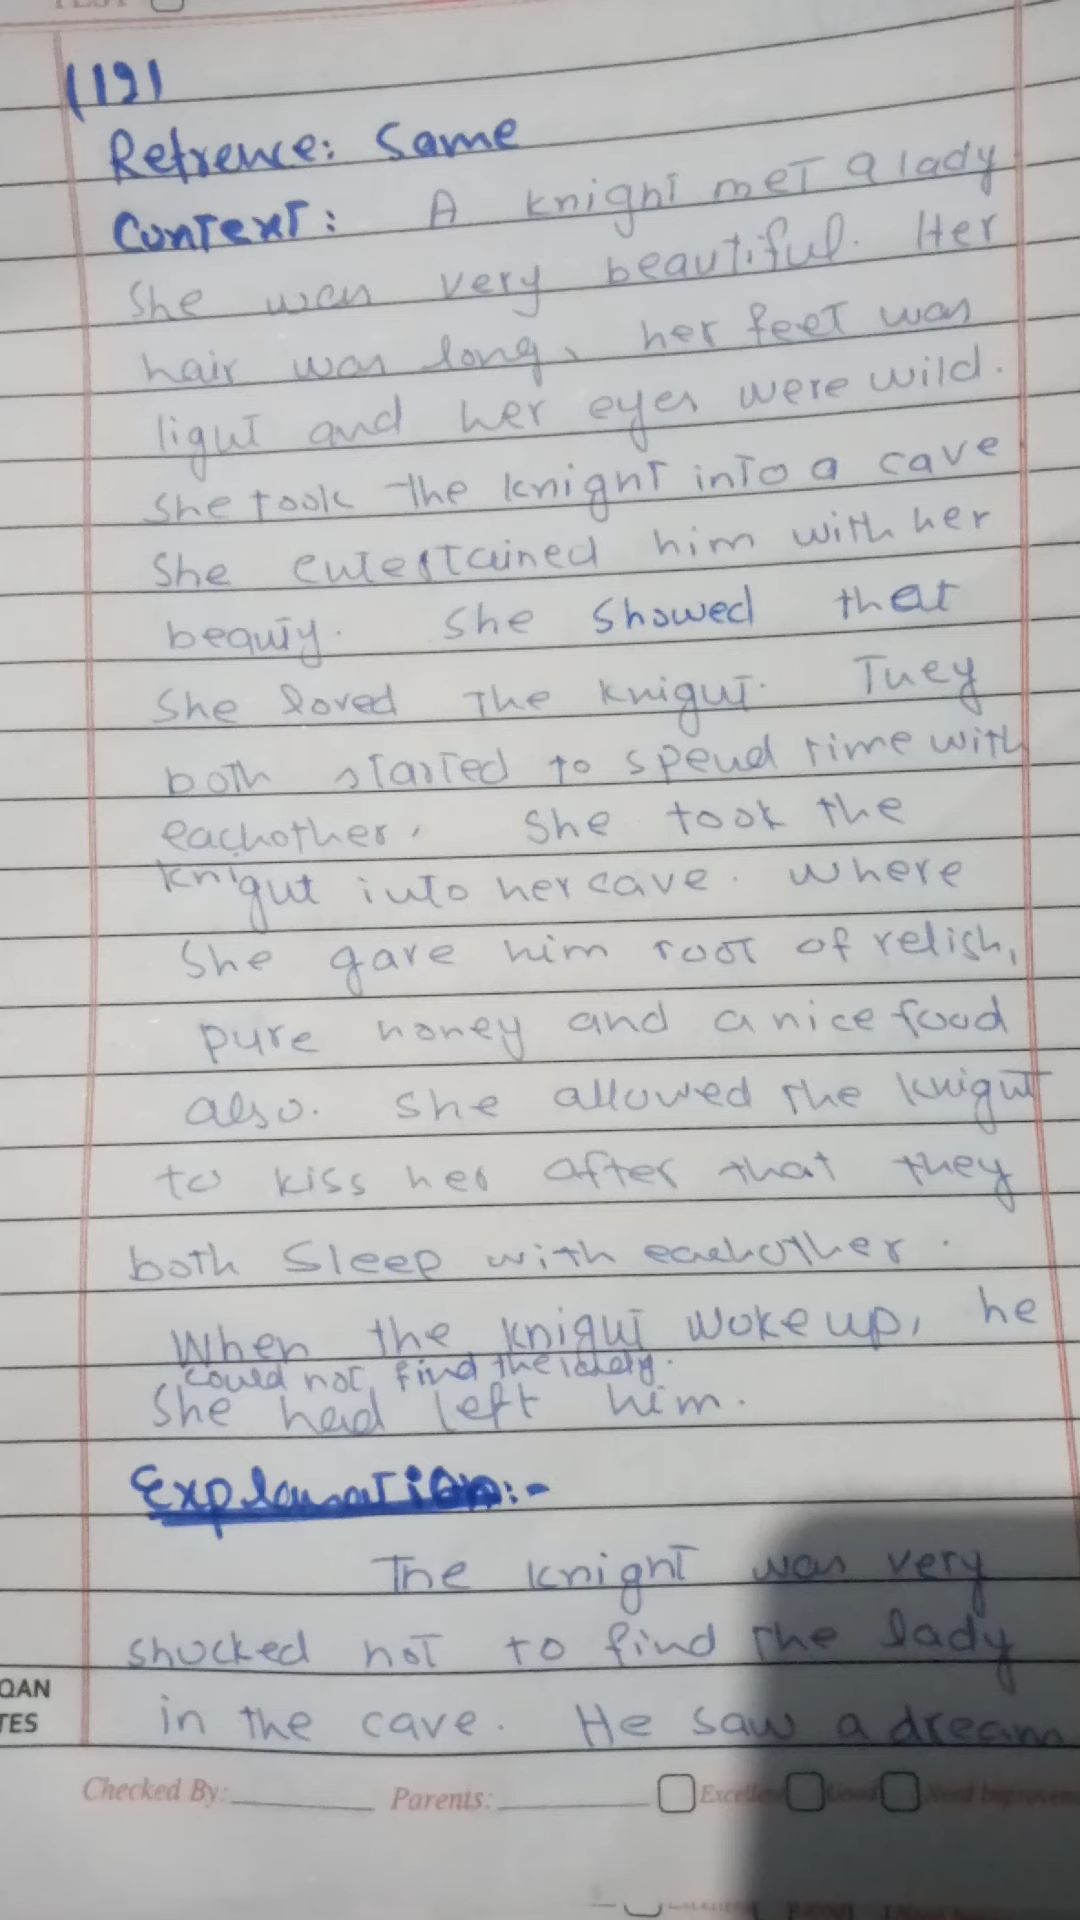 (12)
Refrence: Same
Context: A knight met a lady
She was very beautiful. Her
hair was long, her feet was
light and her eyes were wild.
she took the knight into a cave
She entertained him with her
beauty. She Showed that
She loved the knight. They
both started to spend time with
eachother, She took the
knight into her cave. where
She gave him root of relish,
pure honey and a nice food
also. She allowed the knight
to kiss her after that they
both Sleep with eachother.
When the knight woke up, he
could not find the lady.
She had left him.
Explanation:-
The knight was very
shocked not to find the lady
in the cave. He saw a dream
QAN
TES
Checked By: Parents: Excellent Good Need Improvem